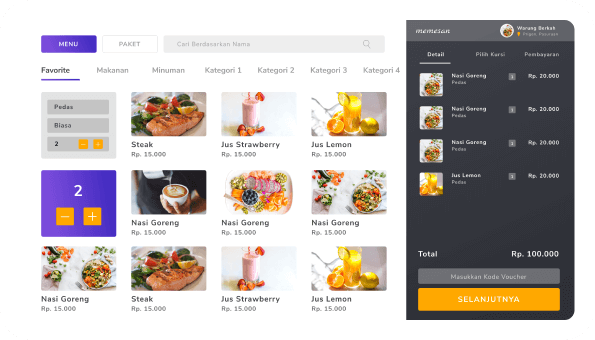 MENU
PAKET
Cari Berdasarkan Nama
Favorite
Makanan
Minuman
Kategori 1
Kategori 2
Kategori 3
Kategori 4
Pedas
Biasa
2
Steak
Rp. 15.000
Jus Strawberry
Rp. 15.000
Jus Lemon
Rp. 15.000
2
Nasi Goreng
Rp. 15.000
Nasi Goreng
Rp. 15.000
Nasi Goreng
Rp. 15.000
Nasi Goreng
Rp. 15.000
Steak
Rp. 15.000
Jus Strawberry
Rp. 15.000
Jus Lemon
Rp. 15.000
memesan
Warung Berkah
Detail
Pilih Kursi
Pembayaran
Nasi Goreng
Pedas
Rp. 20.000
Nasi Goreng
Pedas
Rp. 20.000
Nasi Goreng
Pedas
Rp. 20.000
Jus Lemon
Pedas
Rp. 20.000
Total
Rp. 100.000
Masukkan Kode Voucher
SELANJUTNYA